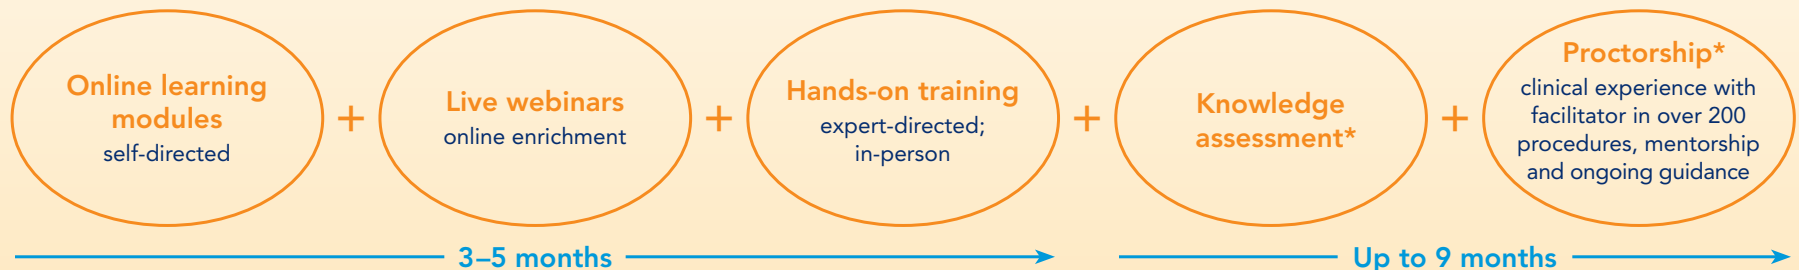 Online learning
modules
self-directed
+
Live webinars
online enrichment
+
Hands-on training
expert-directed;
in-person
+
Knowledge
assessment*
+
Proctorship*
clinical experience with
facilitator in over 200
procedures, mentorship
and ongoing guidance
3–5 months
Up to 9 months